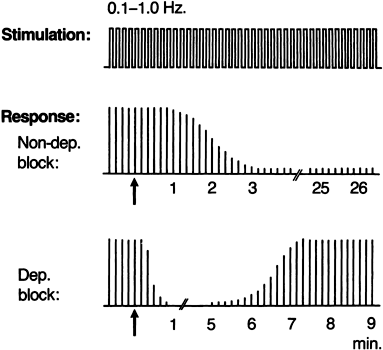 0.1–1.0 Hz.
Stimulation:
Response:
Non-dep.
block:
1 2 3 25 26
Dep.
block:
1 5 6 7 8 9
min.